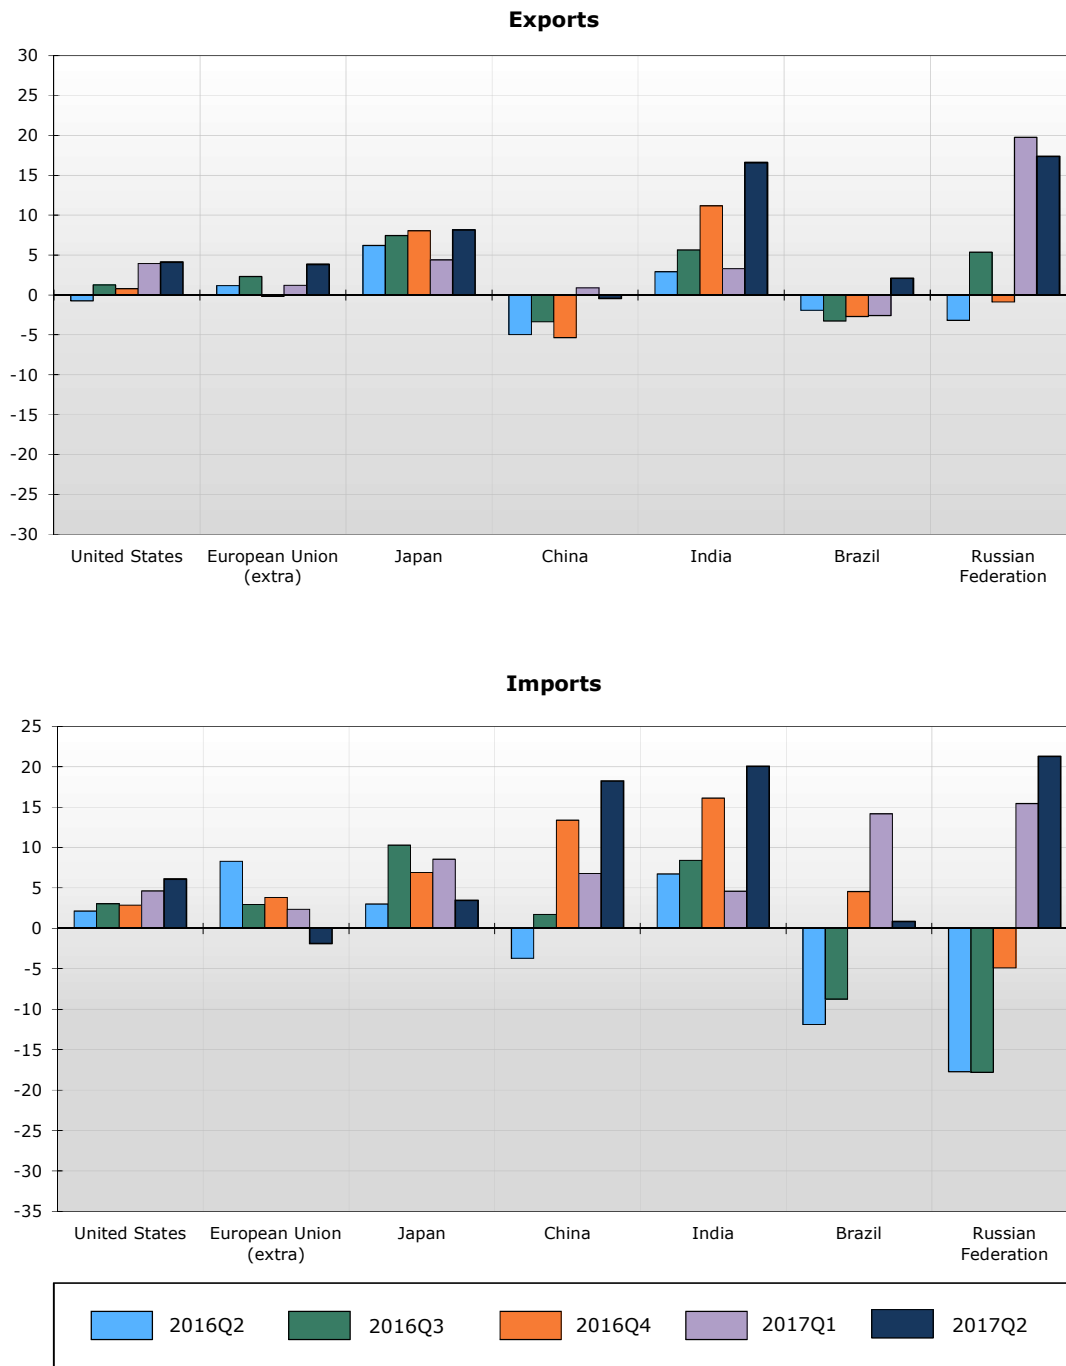 Exports
30
25
20
15
10
5
0
-5
-10
-15
-20
-25
-30
United States
European Union
(extra)
Japan
China
India
Brazil
Russian
Federation
Imports
25
20
15
10
5
0
-5
-10
-15
-20
-25
-30
-35
United States
European Union
(extra)
Japan
China
India
Brazil
Russian
Federation
2016Q2
2016Q3
2016Q4
2017Q1
2017Q2